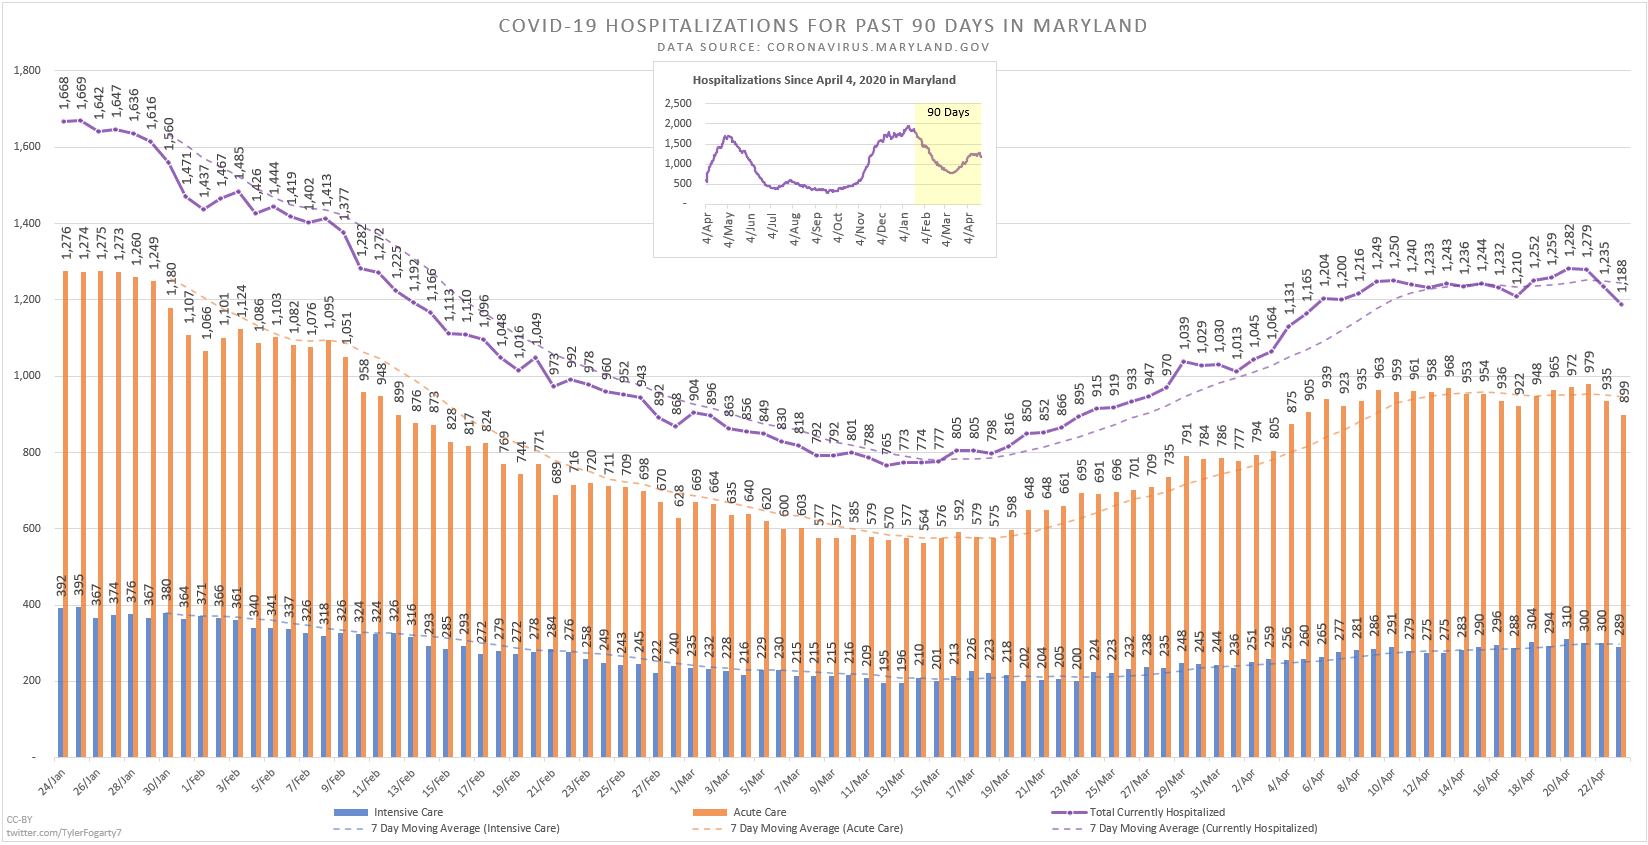 COVID-19 HOSPITALIZATIONS FOR PAST 90 DAYS IN MARYLAND
DATA SOURCE: CORONAVIRUS.MARYLAND.GOV
Hospitalizations Since April 4, 2020 in Maryland
90 Days
2,500
2,000
1,500
1,000
500
-
4/Apr 4/May 4/Jun 4/Jul 4/Aug 4/Sep 4/Oct 4/Nov 4/Dec 4/Jan 4/Feb 4/Mar 4/Apr
1,800
1,600
1,400
1,200
1,000
800
600
400
200
-
1,668 1,669 1,642 1,647 1,636 1,616 1,560 1,471 1,437 1,467 1,485 1,426 1,444 1,419 1,402 1,413 1,377 1,282 1,272 1,225 1,192 1,166 1,113 1,110 1,096 1,048 1,016 1,049 973 992 978 960 952 943 892 868 904 896 863 856 849 830 818 792 792 801 788 765 773 774 777 805 805 798 816 850 852 866 895 915 919 933 947 970 1,039 1,029 1,030 1,013 1,045 1,064 1,131 1,165 1,204 1,200 1,216 1,249 1,250 1,240 1,233 1,243 1,236 1,244 1,232 1,210 1,252 1,259 1,282 1,279 1,235 1,188
1,276 1,274 1,275 1,273 1,260 1,249 1,180 1,107 1,066 1,101 1,124 1,086 1,103 1,082 1,076 1,095 1,051 958 948 899 876 873 828 817 824 769 744 771 689 716 720 711 709 698 670 628 669 664 635 640 620 600 603 577 577 585 579 570 577 564 576 592 579 575 598 648 648 661 695 691 696 701 709 735 791 784 786 777 794 805 875 905 939 923 935 963 959 961 958 968 953 954 936 922 948 965 972 979 935 899
392 395 367 374 376 367 380 364 371 366 361 340 341 337 326 318 326 324 324 326 316 293 285 293 272 279 272 278 284 276 258 249 243 245 222 240 235 232 228 216 229 230 215 215 215 216 209 195 196 210 201 213 226 223 218 202 204 205 200 224 223 232 238 235 248 245 244 236 251 259 256 260 265 277 281 286 291 279 275 275 283 290 296 288 304 294 310 300 300 289
24/Jan 26/Jan 28/Jan 30/Jan 1/Feb 3/Feb 5/Feb 7/Feb 9/Feb 11/Feb 13/Feb 15/Feb 17/Feb 19/Feb 21/Feb 23/Feb 25/Feb 27/Feb 1/Mar 3/Mar 5/Mar 7/Mar 9/Mar 11/Mar 13/Mar 15/Mar 17/Mar 19/Mar 21/Mar 23/Mar 25/Mar 27/Mar 29/Mar 31/Mar 2/Apr 4/Apr 6/Apr 8/Apr 10/Apr 12/Apr 14/Apr 16/Apr 18/Apr 20/Apr 22/Apr
Intensive Care Acute Care Total Currently Hospitalized
7 Day Moving Average (Intensive Care) 7 Day Moving Average (Acute Care) 7 Day Moving Average (Currently Hospitalized)
CC-BY
twitter.com/TylerFogarty7